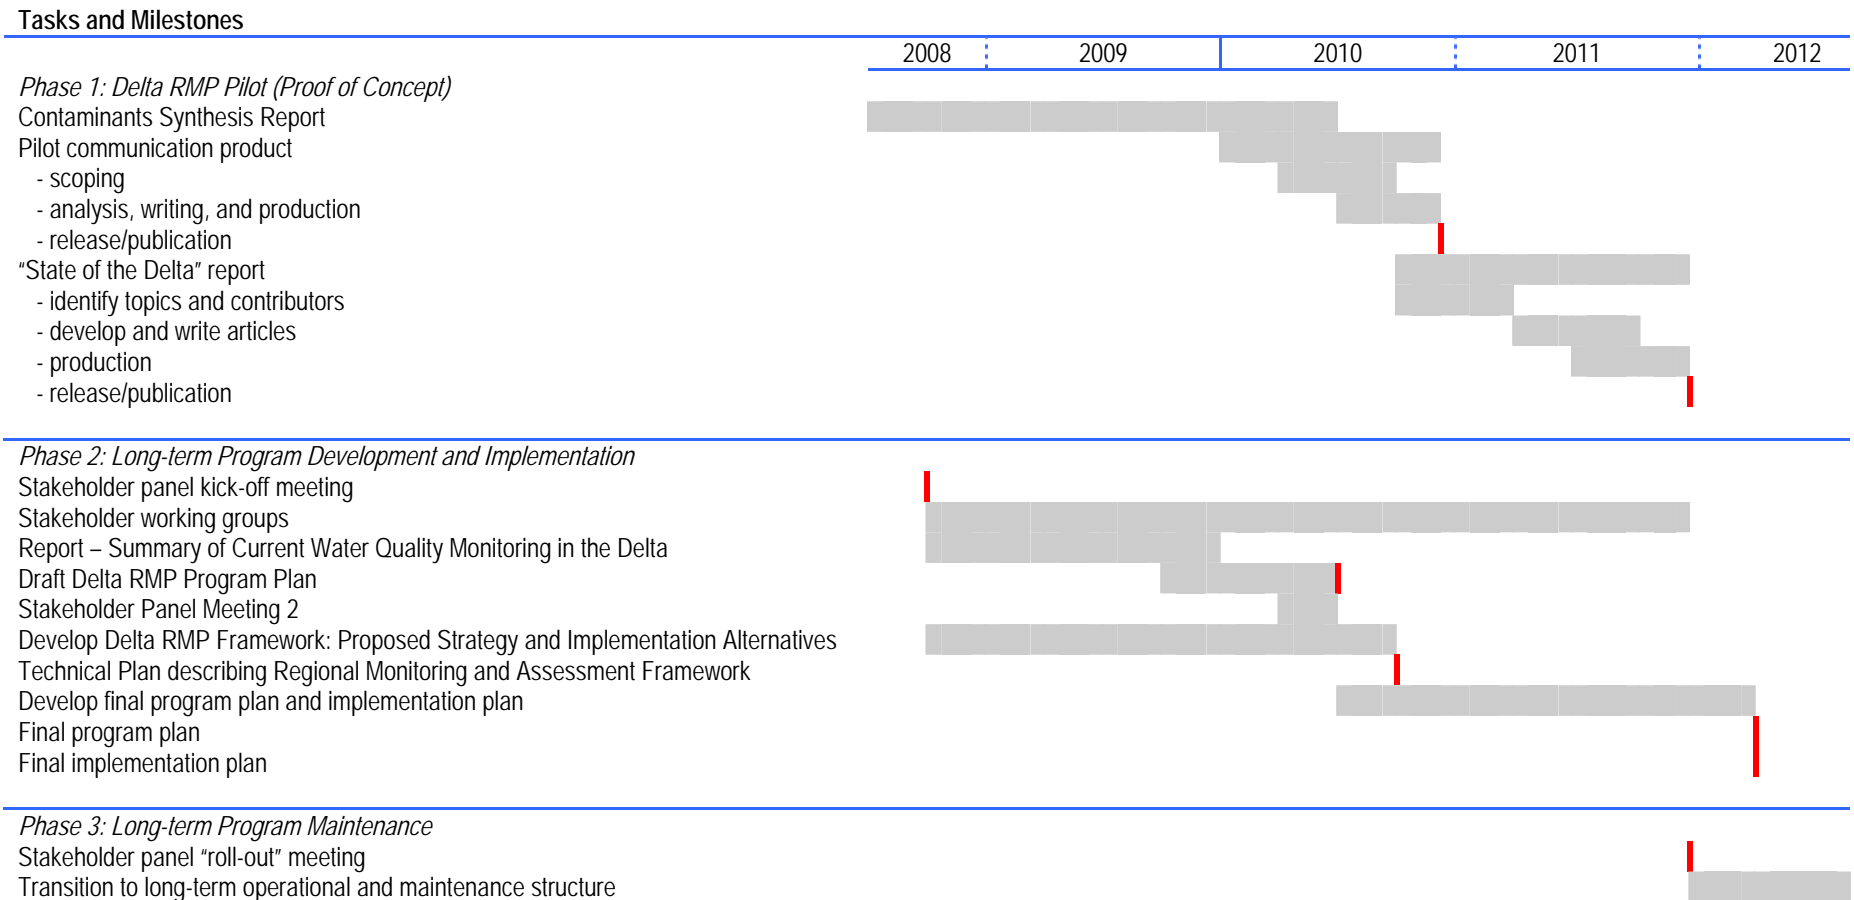 Tasks and Milestones
2008 2009 2010 2011 2012
Phase 1: Delta RMP Pilot (Proof of Concept)
Contaminants Synthesis Report
Pilot communication product
- scoping
- analysis, writing, and production
- release/publication
“State of the Delta” report
- identify topics and contributors
- develop and write articles
- production
- release/publication
Phase 2: Long-term Program Development and Implementation
Stakeholder panel kick-off meeting
Stakeholder working groups
Report – Summary of Current Water Quality Monitoring in the Delta
Draft Delta RMP Program Plan
Stakeholder Panel Meeting 2
Develop Delta RMP Framework: Proposed Strategy and Implementation Alternatives
Technical Plan describing Regional Monitoring and Assessment Framework
Develop final program plan and implementation plan
Final program plan
Final implementation plan
Phase 3: Long-term Program Maintenance
Stakeholder panel “roll-out” meeting
Transition to long-term operational and maintenance structure